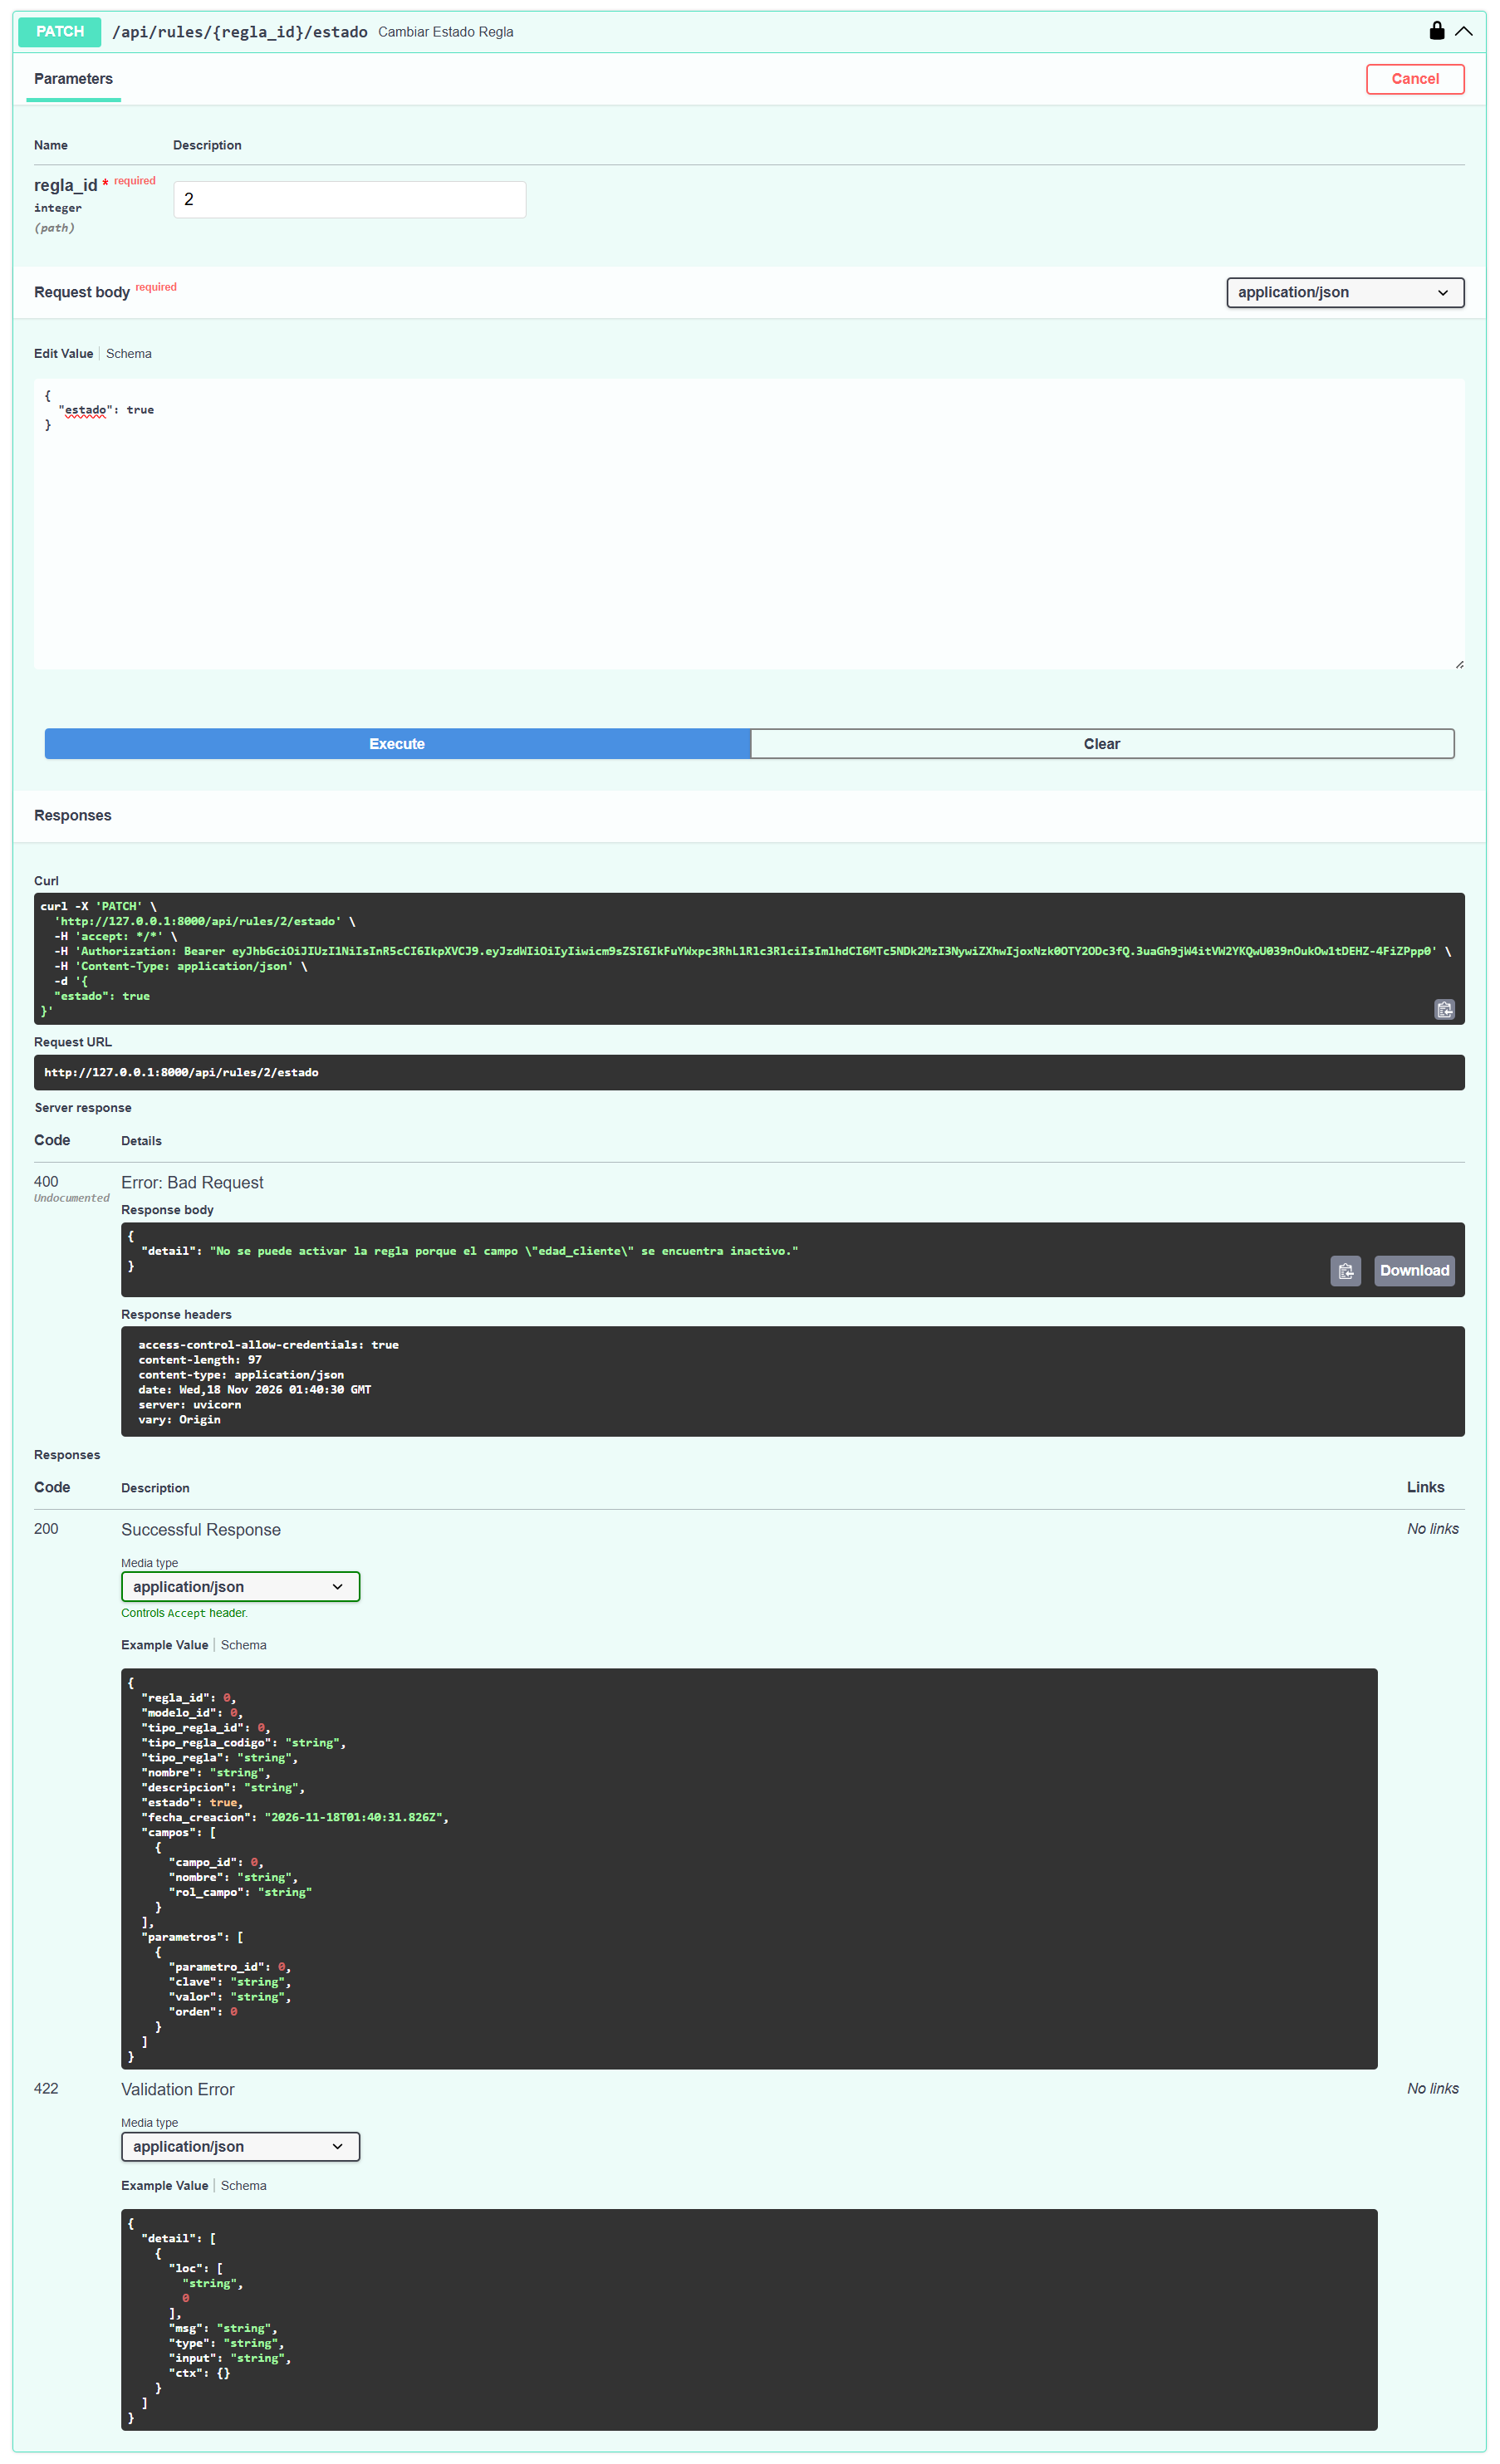 PATCH /api/rules/{regla_id}/estado Cambiar Estado Regla
Parameters
Cancel
Name Description
regla_id * required
integer
(path)
2
Request body required
application/json
Edit Value Schema
{
  "estado": true
}
Execute
Clear
Responses
Curl
curl -X 'PATCH' \
  'http://127.0.0.1:8000/api/rules/2/estado' \
  -H 'accept: */*' \
  -H 'Authorization: Bearer eyJhbGciOiJIUzI1NiIsInR5cCI6IkpXVCJ9.eyJzdWIiOiIyIiwicm9sZSI6IkFuYWxpc3RhL1Rlc3RlciIsImlhdCI6MTc5NDk2MzI3NywiZXhwIjoxNzk0OTY2ODc3fQ.3uaGh9jW4itVW2YKQwU039nOukOw1tDEHZ-4FiZPpp0' \
  -H 'Content-Type: application/json' \
  -d '{
  "estado": true
}'
Request URL
http://127.0.0.1:8000/api/rules/2/estado
Server response
Code Details
400 Error: Bad Request
Undocumented
Response body
{
  "detail": "No se puede activar la regla porque el campo \"edad_cliente\" se encuentra inactivo."
}
Download
Response headers
access-control-allow-credentials: true
content-length: 97
content-type: application/json
date: Wed,18 Nov 2026 01:40:30 GMT
server: uvicorn
vary: Origin
Responses
Code Description Links
200 Successful Response No links
Media type
application/json
Controls Accept header.
Example Value Schema
{
  "regla_id": 0,
  "modelo_id": 0,
  "tipo_regla_id": 0,
  "tipo_regla_codigo": "string",
  "tipo_regla": "string",
  "nombre": "string",
  "descripcion": "string",
  "estado": true,
  "fecha_creacion": "2026-11-18T01:40:31.826Z",
  "campos": [
    {
      "campo_id": 0,
      "nombre": "string",
      "rol_campo": "string"
    }
  ],
  "parametros": [
    {
      "parametro_id": 0,
      "clave": "string",
      "valor": "string",
      "orden": 0
    }
  ]
}
422 Validation Error No links
Media type
application/json
Example Value Schema
{
  "detail": [
    {
      "loc": [
        "string",
        0
      ],
      "msg": "string",
      "type": "string",
      "input": "string",
      "ctx": {}
    }
  ]
}